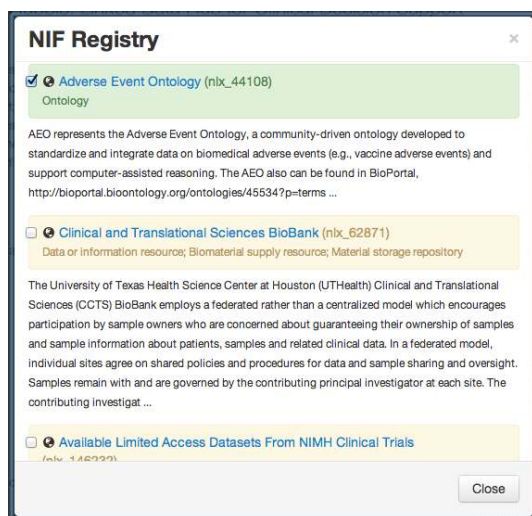 NIF Registry
×
Adverse Event Ontology (nlx_44108)
Ontology
AEO represents the Adverse Event Ontology, a community-driven ontology developed to
standardize and integrate data on biomedical adverse events (e.g., vaccine adverse events) and
support computer-assisted reasoning. The AEO also can be found in BioPortal,
http://bioportal.bioontology.org/ontologies/45534?p=terms ...
Clinical and Translational Sciences BioBank (nlx_62871)
Data or information resource; Biomaterial supply resource; Material storage repository
The University of Texas Health Science Center at Houston (UTHealth) Clinical and Translational
Sciences (CCTS) BioBank employs a federated rather than a centralized model which encourages
participation by sample owners who are concerned about guaranteeing their ownership of samples
and sample information about patients, samples and related clinical data. In a federated model,
individual sites agree on shared policies and procedures for data and sample sharing and oversight.
Samples remain with and are governed by the contributing principal investigator at each site. The
contributing investigat ...
Available Limited Access Datasets From NIMH Clinical Trials
(nlx_146232)
Close